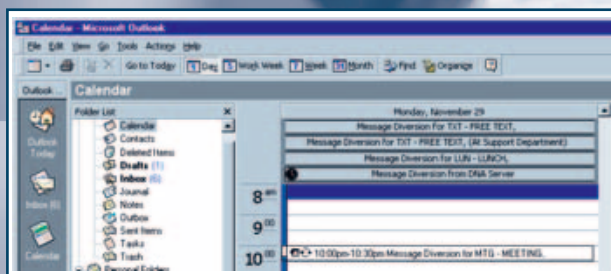 Calendar - Microsoft Outlook
File Edit View Go Tools Actions Help
Go to Today 1 Day 5 Work Week 7 Week 31 Month Find Organize
Outlook ... Calendar
Folder List
Calendar
Contacts
Deleted Items
Drafts (1)
Inbox (6)
Journal
Notes
Outbox
Sent Items
Tasks
Trash
Personal Folders
Outlook Today
Inbox (6)
Calendar
Monday, November 29
Message Diversion for TXT - FREE TEXT,
Message Diversion for TXT - FREE TEXT, (At Support Department)
Message Diversion for LUN - LUNCH,
Message Diversion from DNA Server
8 am
9 00
10 00 10:00pm-10:30pm Message Diversion for MTG - MEETING.